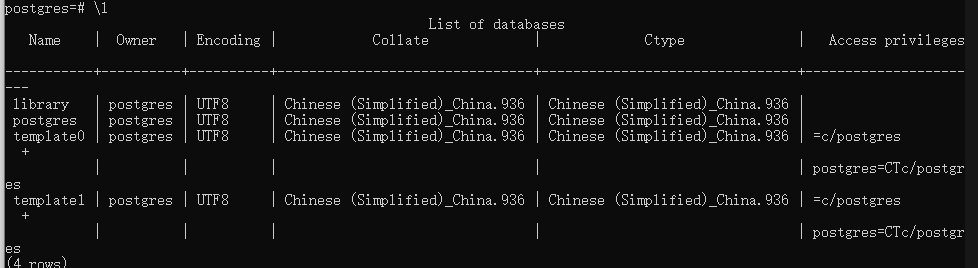 postgres=# \l
List of databases
Name | Owner | Encoding | Collate | Ctype | Access privileges
-----------+----------+----------+--------------------------------+--------------------------------+--------------------
---
library | postgres | UTF8 | Chinese (Simplified)_China.936 | Chinese (Simplified)_China.936 |
postgres | postgres | UTF8 | Chinese (Simplified)_China.936 | Chinese (Simplified)_China.936 |
template0 | postgres | UTF8 | Chinese (Simplified)_China.936 | Chinese (Simplified)_China.936 | =c/postgres
+
| | | | | postgres=CTc/postgr
es
template1 | postgres | UTF8 | Chinese (Simplified)_China.936 | Chinese (Simplified)_China.936 | =c/postgres
+
| | | | | postgres=CTc/postgr
es
(4 rows)